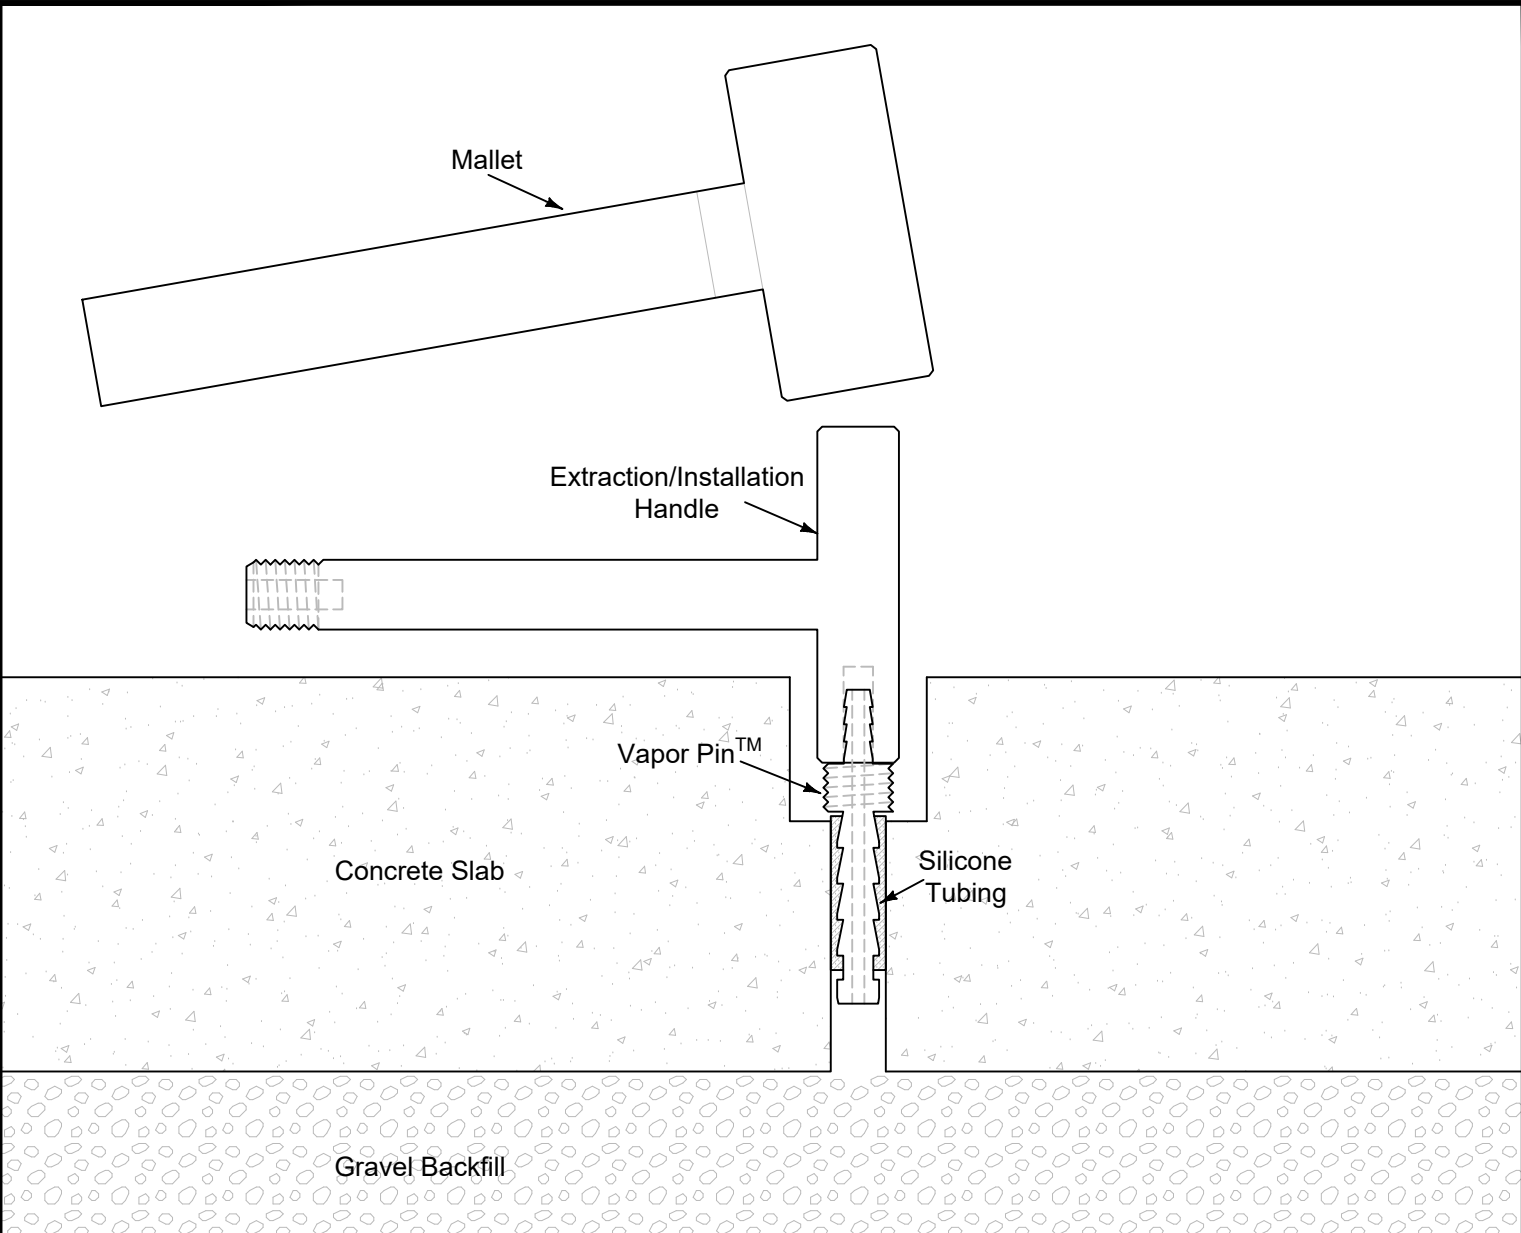 Mallet
Extraction/Installation
Handle
Vapor Pin™
Concrete Slab
Silicone
Tubing
Gravel Backfill